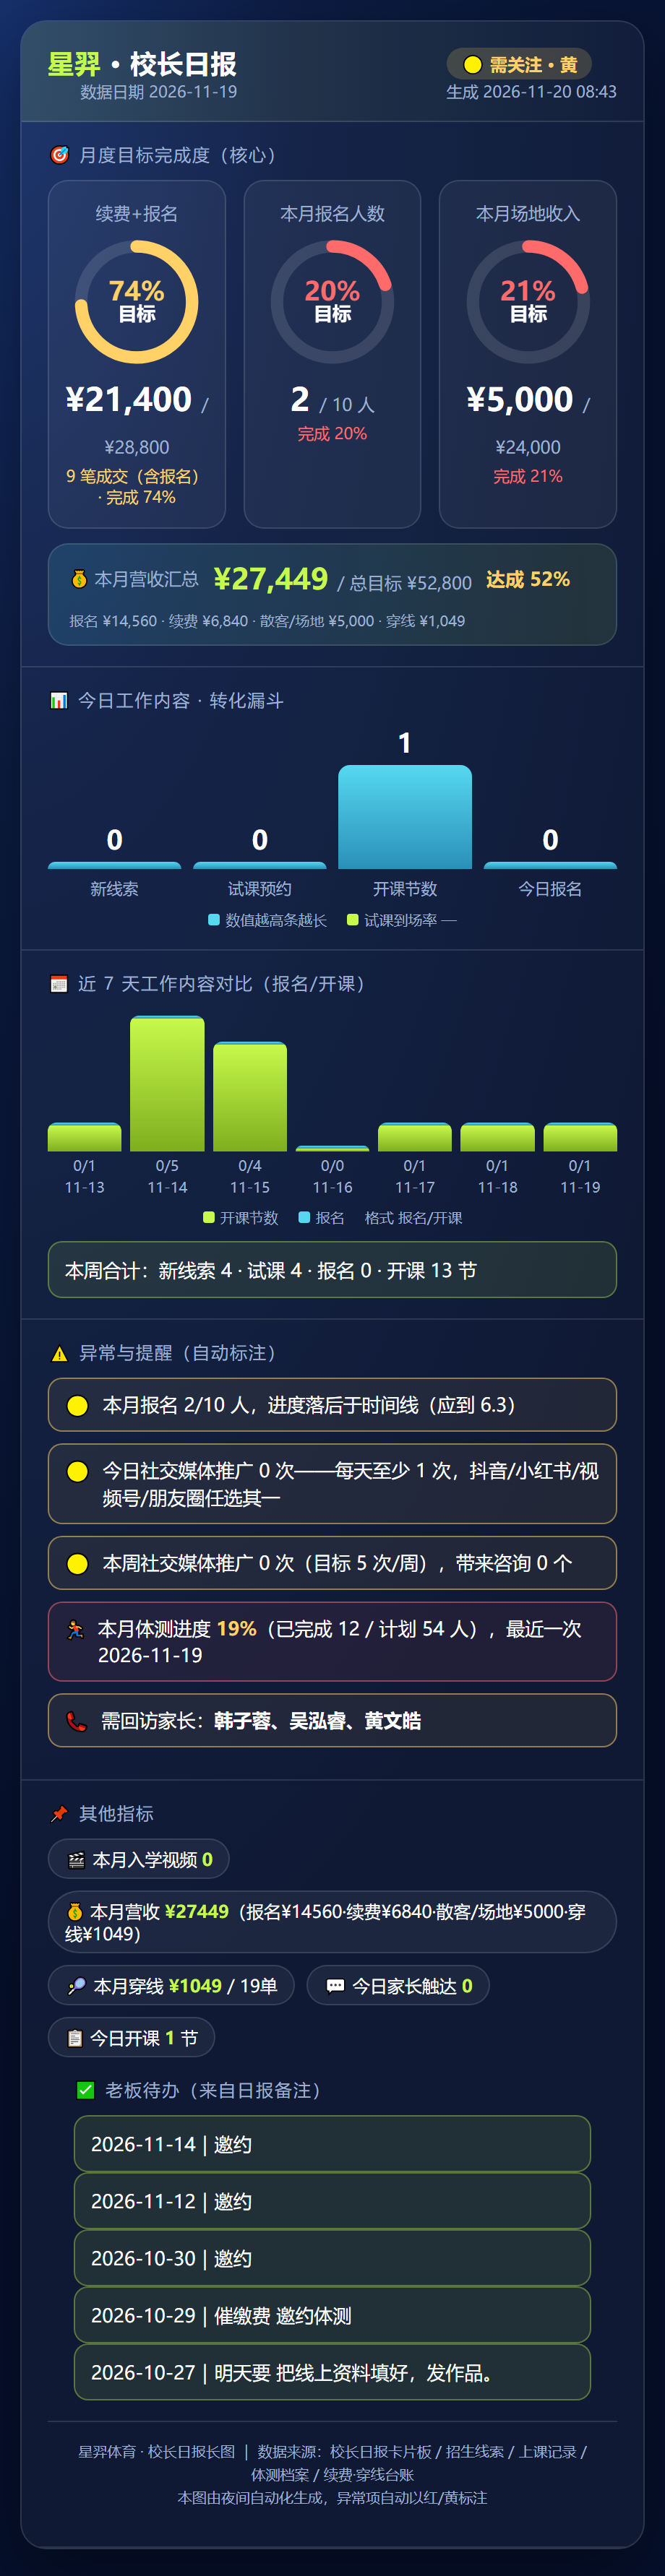 星羿 · 校长日报
数据日期 2026-11-19
需关注 · 黄
生成 2026-11-20 08:43
月度目标完成度（核心）
续费+报名
74%
目标
¥21,400 /
¥28,800
9 笔成交（含报名）
· 完成 74%
本月报名人数
20%
目标
2 / 10 人
完成 20%
本月场地收入
21%
目标
¥5,000 /
¥24,000
完成 21%
本月营收汇总 ¥27,449 / 总目标 ¥52,800 达成 52%
报名 ¥14,560 · 续费 ¥6,840 · 散客/场地 ¥5,000 · 穿线 ¥1,049
今日工作内容 · 转化漏斗
0
新线索
0
试课预约
1
开课节数
0
今日报名
数值越高条越长 试课到场率 —
近 7 天工作内容对比（报名/开课）
0/1
11-13
0/5
11-14
0/4
11-15
0/0
11-16
0/1
11-17
0/1
11-18
0/1
11-19
开课节数 报名 格式 报名/开课
本周合计：新线索 4 · 试课 4 · 报名 0 · 开课 13 节
异常与提醒（自动标注）
本月报名 2/10 人，进度落后于时间线（应到 6.3）
今日社交媒体推广 0 次——每天至少 1 次，抖音/小红书/视
频号/朋友圈任选其一
本周社交媒体推广 0 次（目标 5 次/周），带来咨询 0 个
本月体测进度 19%（已完成 12 / 计划 54 人），最近一次
2026-11-19
需回访家长：韩子蓉、吴泓睿、黄文皓
其他指标
本月入学视频 0
本月营收 ¥27449（报名¥14560·续费¥6840·散客/场地¥5000·穿
线¥1049）
本月穿线 ¥1049 / 19单
今日家长触达 0
今日开课 1 节
老板待办（来自日报备注）
2026-11-14 | 邀约
2026-11-12 | 邀约
2026-10-30 | 邀约
2026-10-29 | 催缴费 邀约体测
2026-10-27 | 明天要 把线上资料填好，发作品。
星羿体育 · 校长日报长图 ｜ 数据来源：校长日报卡片板 / 招生线索 / 上课记录 /
体测档案 / 续费·穿线台账
本图由夜间自动化生成，异常项自动以红/黄标注